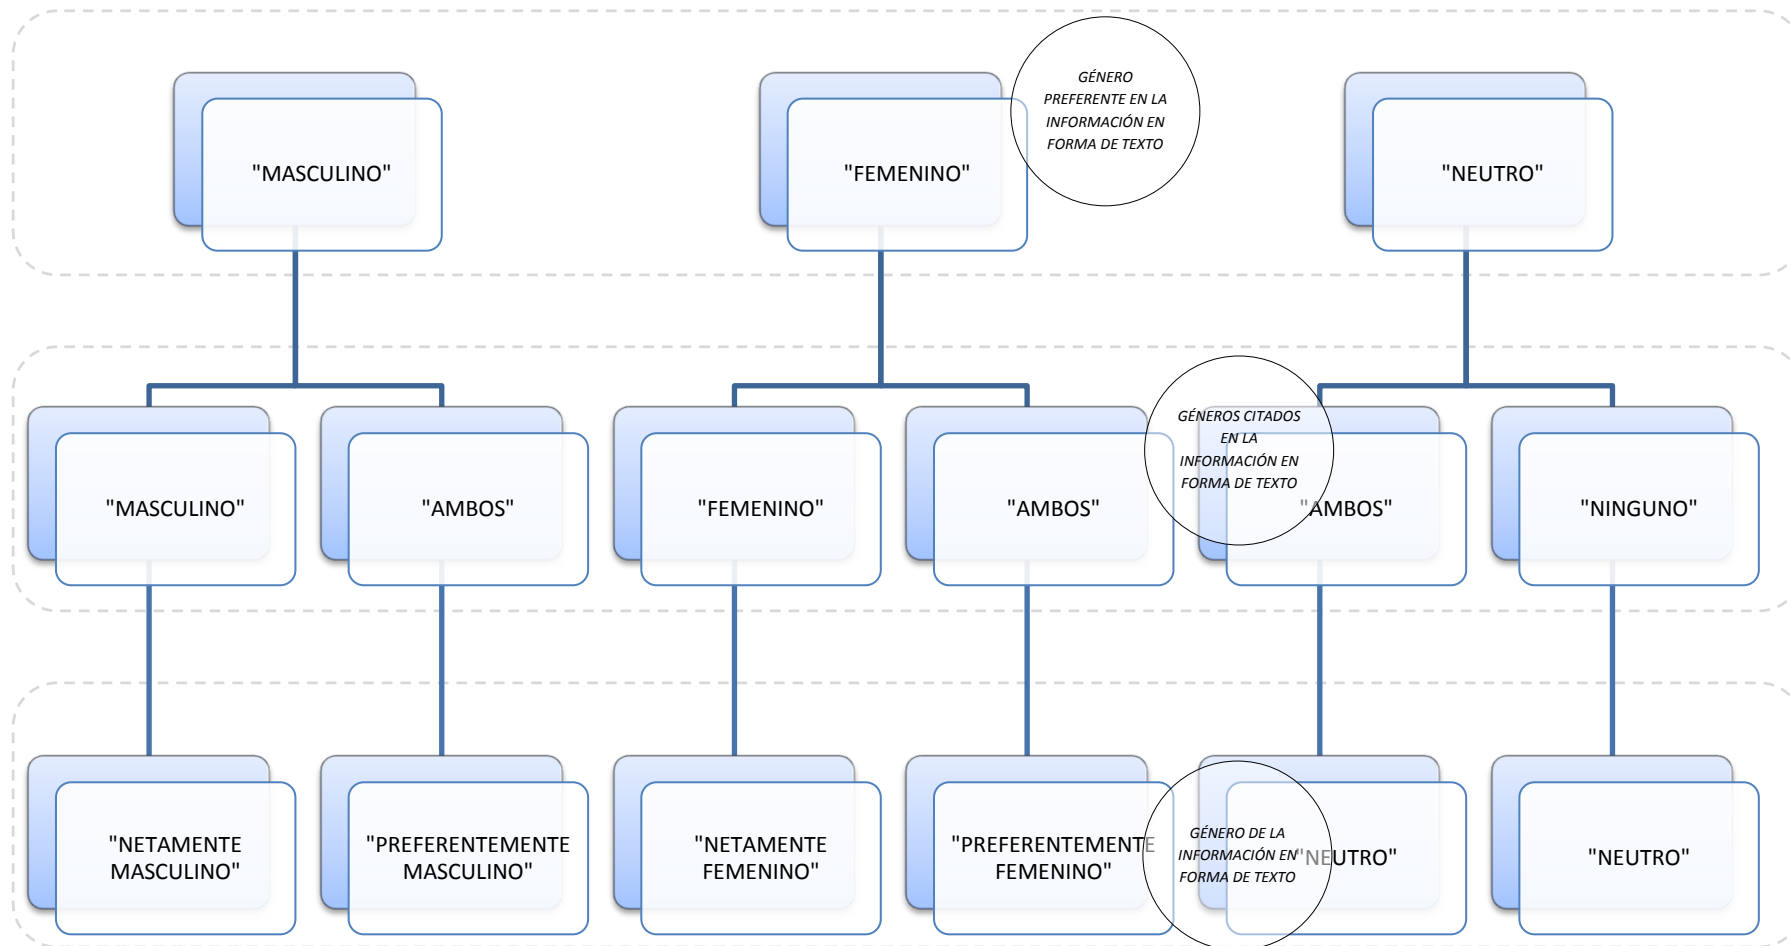 "MASCULINO"
"FEMENINO"
GÉNERO
PREFERENTE EN LA
INFORMACIÓN EN
FORMA DE TEXTO
"NEUTRO"
"MASCULINO"
"AMBOS"
"FEMENINO"
"AMBOS"
GÉNEROS CITADOS
EN LA
INFORMACIÓN EN
FORMA DE TEXTO
"AMBOS"
"NINGUNO"
"NETAMENTE
MASCULINO"
"PREFERENTEMENTE
MASCULINO"
"NETAMENTE
FEMENINO"
"PREFERENTEMENTE
FEMENINO"
GÉNERO DE LA
INFORMACIÓN EN
FORMA DE TEXTO
"NEUTRO"
"NEUTRO"